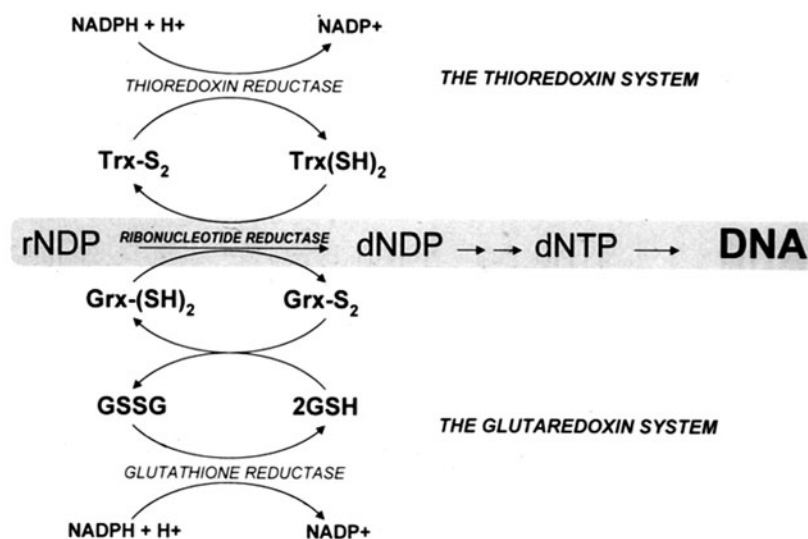 NADPH + H+ NADP+
THIOREDOXIN REDUCTASE THE THIOREDOXIN SYSTEM
Trx-S₂ Trx(SH)₂
rNDP RIBONUCLEOTIDE REDUCTASE dNDP dNTP DNA
Grx-(SH)₂ Grx-S₂
GSSG 2GSH
THE GLUTAREDOXIN SYSTEM
GLUTATHIONE REDUCTASE
NADPH + H+ NADP+